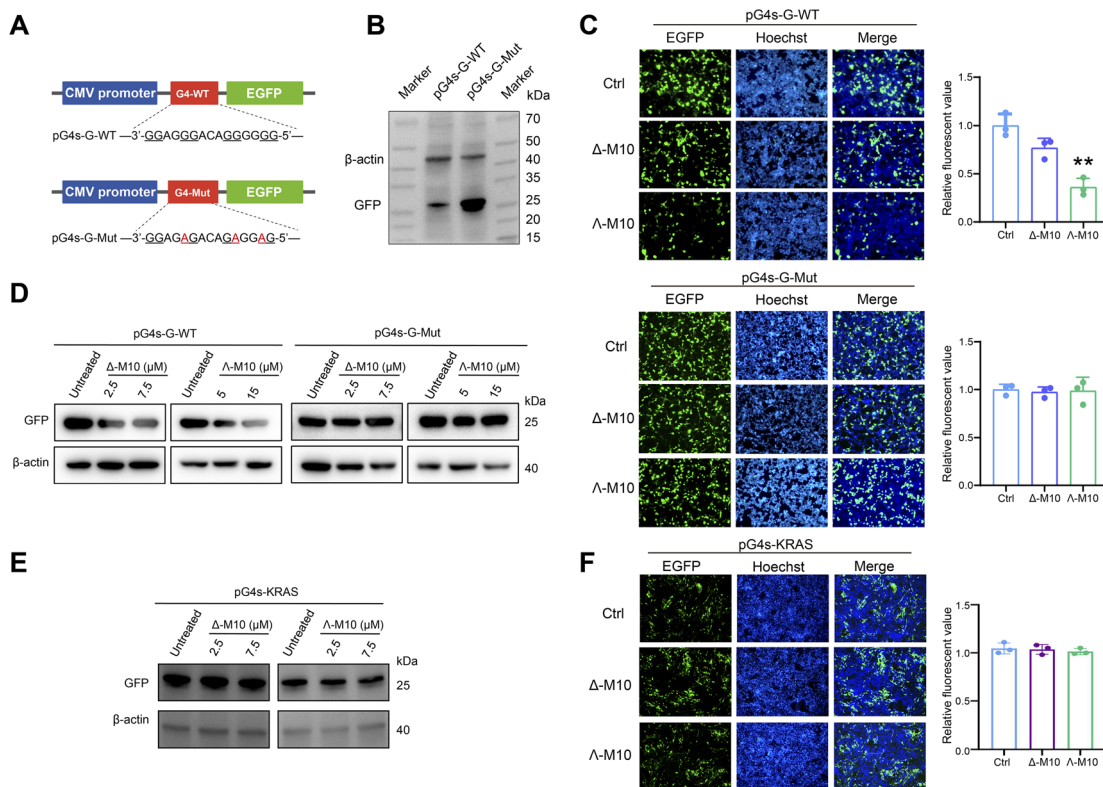 A
CMV promoter G4-WT EGFP
pG4s-G-WT —3'-GGAGGGACAGGGGGG-5'—
CMV promoter G4-Mut EGFP
pG4s-G-Mut —3'-GGAGAGACAGAGGAG-5'—
B
Marker pG4s-G-WT pG4s-G-Mut Marker
kDa
70
50
β-actin 40
35
GFP 25
20
15
C
pG4s-G-WT
EGFP Hoechst Merge
Ctrl
Δ-M10
Λ-M10
Relative fluorescent value
1.5
1.0
0.5
0.0
**
Ctrl Δ-M10 Λ-M10
pG4s-G-Mut
EGFP Hoechst Merge
Ctrl
Δ-M10
Λ-M10
Relative fluorescent value
1.5
1.0
0.5
0.0
Ctrl Δ-M10 Λ-M10
D
pG4s-G-WT pG4s-G-Mut
Untreated Δ-M10 (μM) Untreated Λ-M10 (μM) Untreated Δ-M10 (μM) Untreated Λ-M10 (μM)
2.5 7.5 5 15 2.5 7.5 5 15
kDa
GFP 25
β-actin 40
E
pG4s-KRAS
Untreated Δ-M10 (μM) Untreated Λ-M10 (μM)
2.5 7.5 2.5 7.5
kDa
GFP 25
β-actin 40
F
pG4s-KRAS
EGFP Hoechst Merge
Ctrl
Δ-M10
Λ-M10
Relative fluorescent value
1.5
1.0
0.5
0.0
Ctrl Δ-M10 Λ-M10